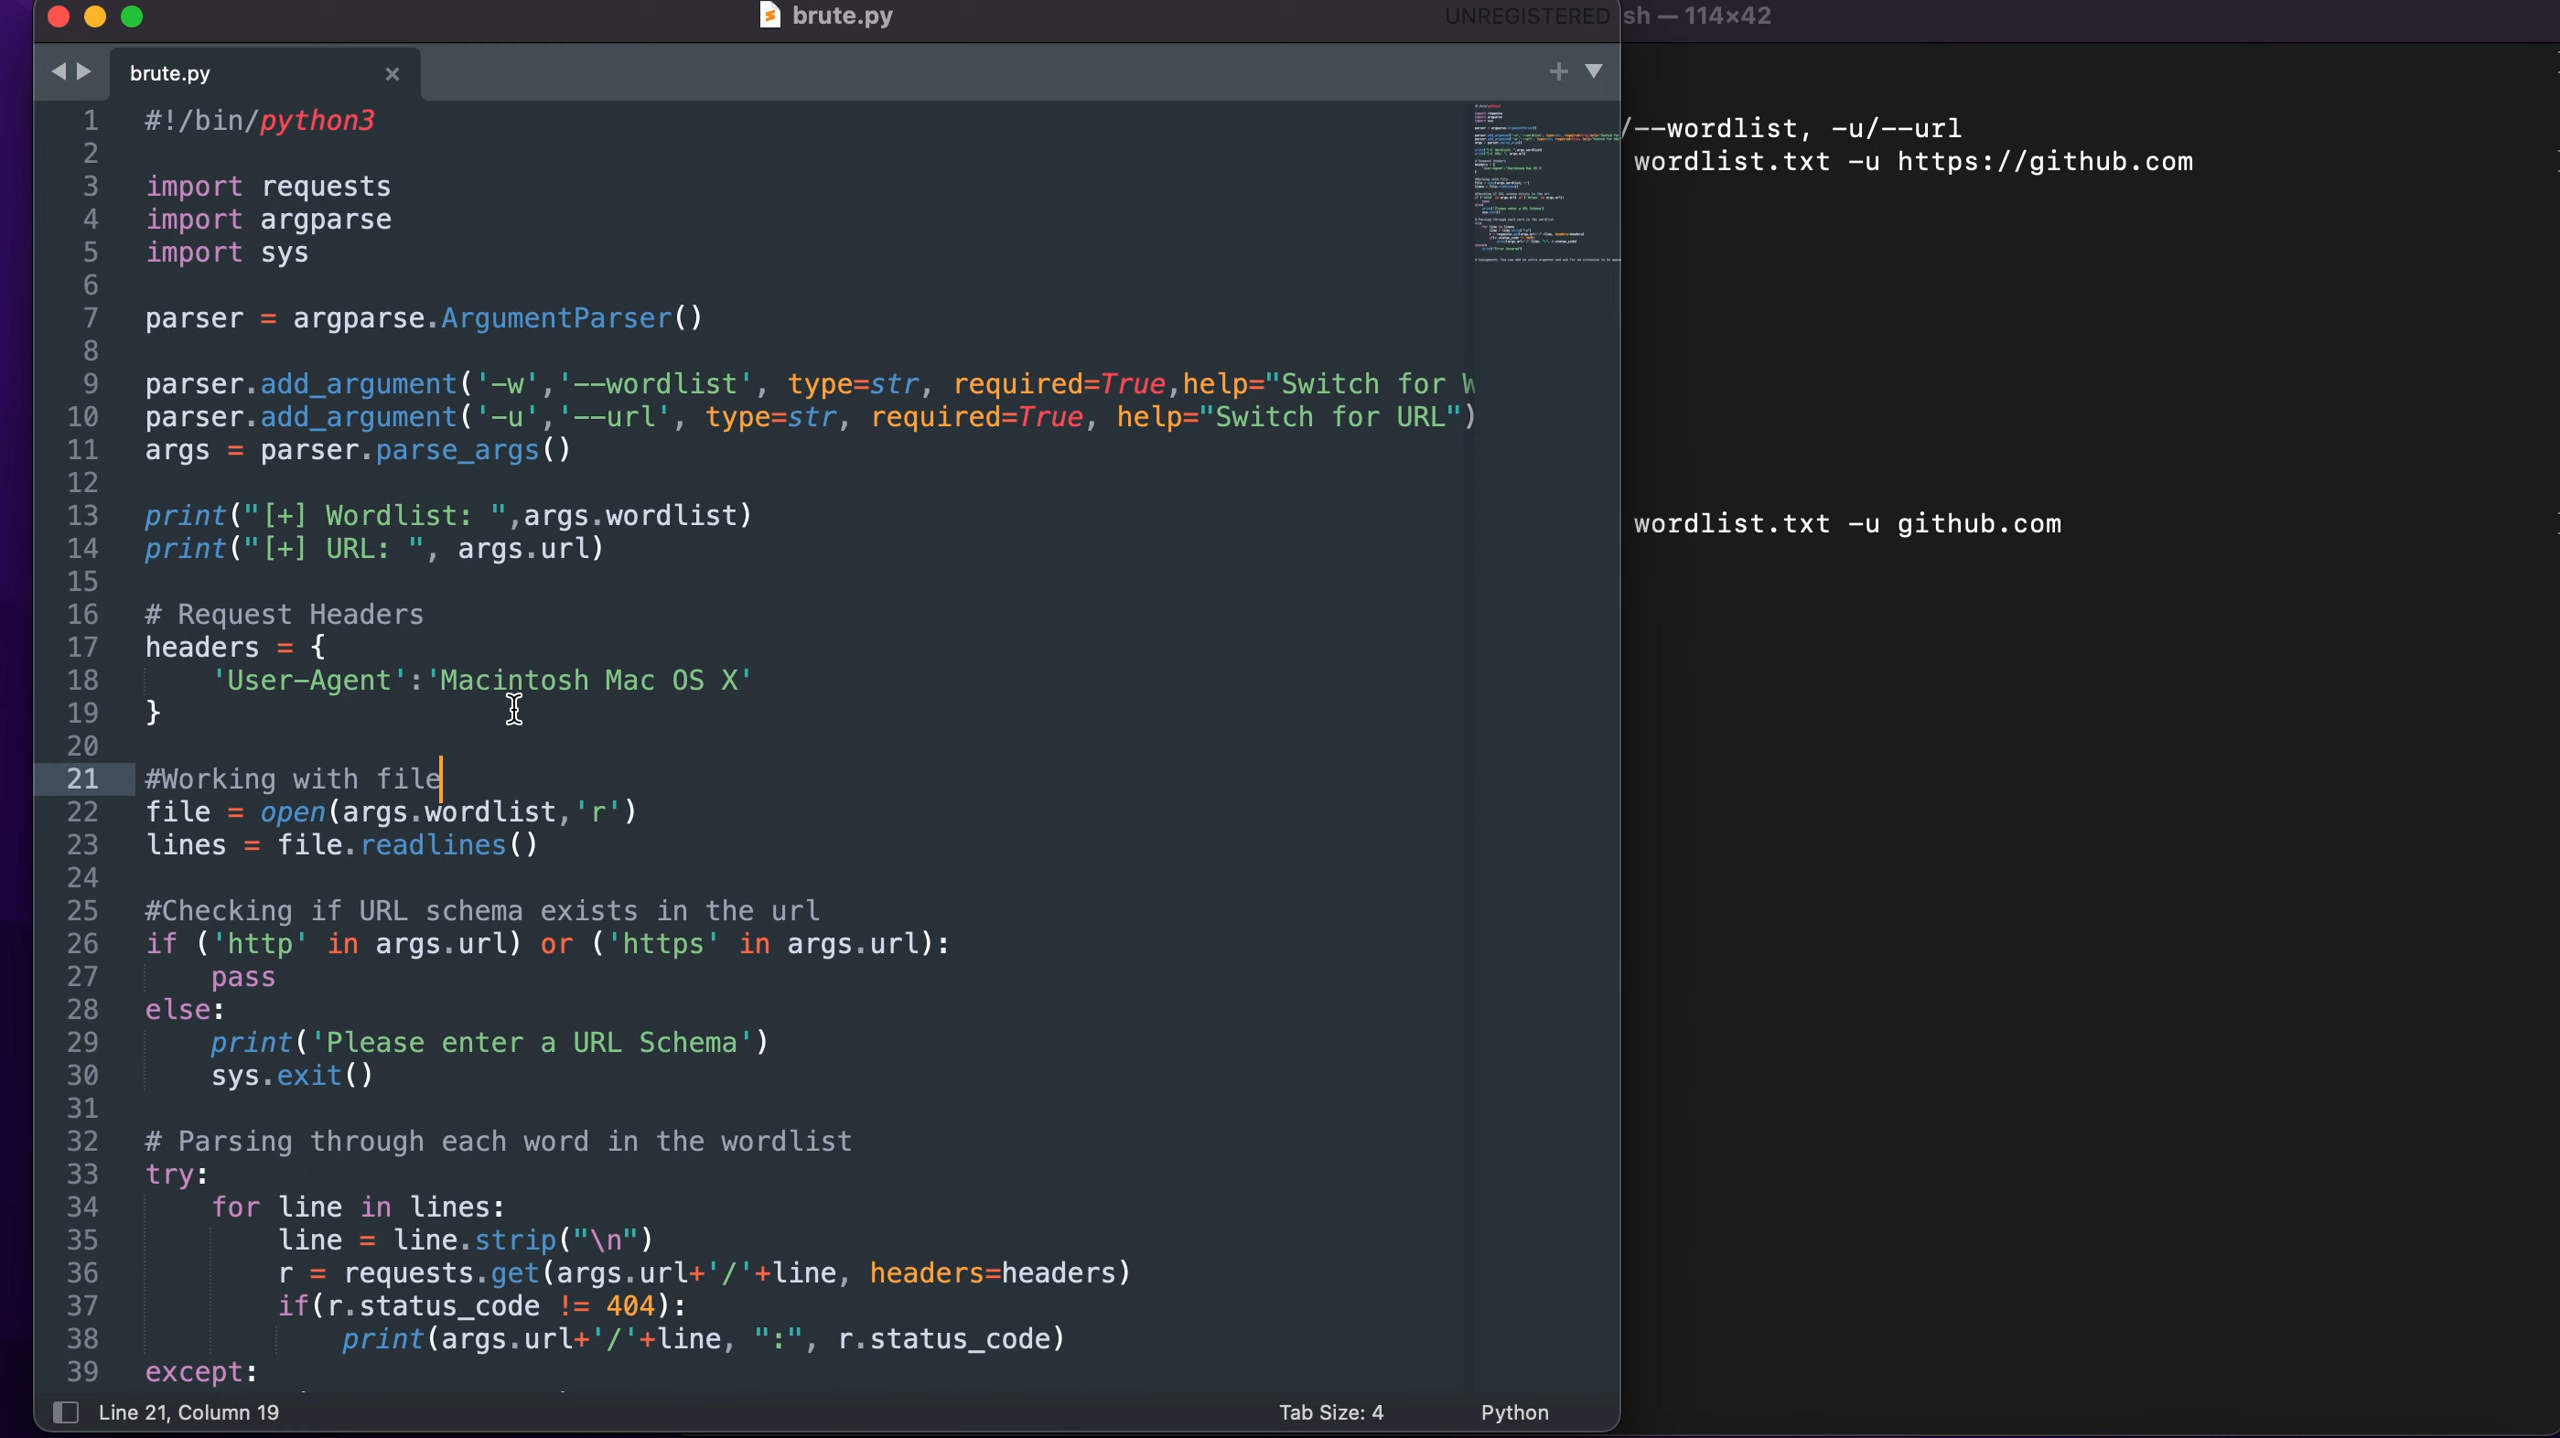 brute.py
UNREGISTERED
sh — 114×42
brute.py
1 #!/bin/python3
2
3 import requests
4 import argparse
5 import sys
6
7 parser = argparse.ArgumentParser()
8
9 parser.add_argument('-w','--wordlist', type=str, required=True,help="Switch for W
10 parser.add_argument('-u','--url', type=str, required=True, help="Switch for URL")
11 args = parser.parse_args()
12
13 print("[+] Wordlist: ",args.wordlist)
14 print("[+] URL: ", args.url)
15
16 # Request Headers
17 headers = {
18     'User-Agent':'Macintosh Mac OS X'
19 }
20
21 #Working with file
22 file = open(args.wordlist,'r')
23 lines = file.readlines()
24
25 #Checking if URL schema exists in the url
26 if ('http' in args.url) or ('https' in args.url):
27     pass
28 else:
29     print('Please enter a URL Schema')
30     sys.exit()
31
32 # Parsing through each word in the wordlist
33 try:
34     for line in lines:
35         line = line.strip("\n")
36         r = requests.get(args.url+'/'+line, headers=headers)
37         if(r.status_code != 404):
38             print(args.url+'/'+line, ":", r.status_code)
39 except:
Line 21, Column 19
Tab Size: 4
Python
/--wordlist, -u/--url
wordlist.txt -u https://github.com
wordlist.txt -u github.com